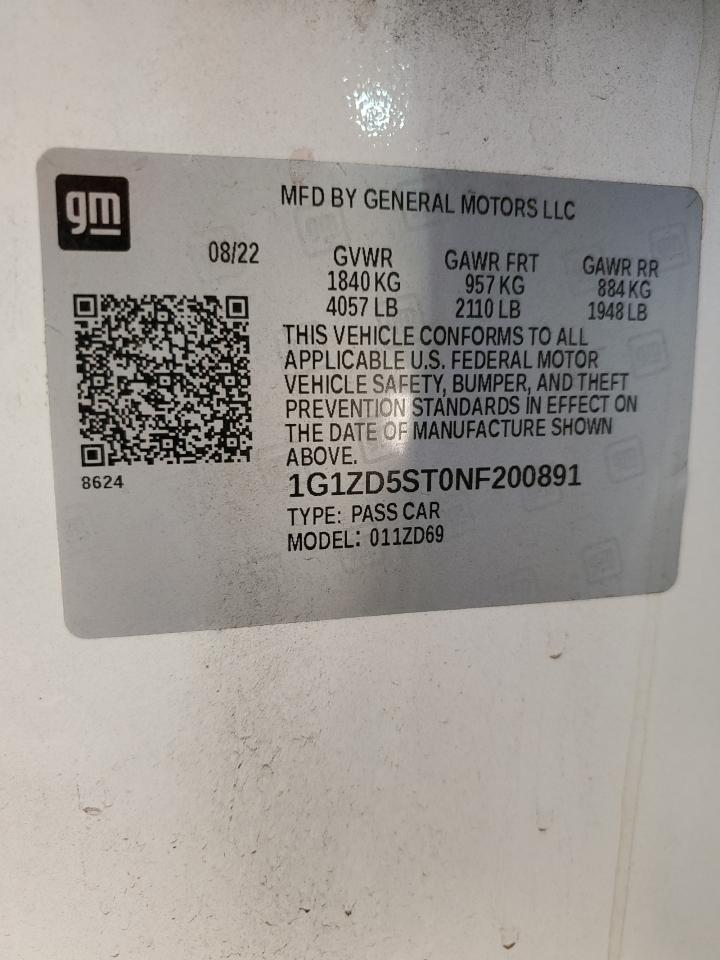 gm
MFD BY GENERAL MOTORS LLC
08/22
GVWR
1840 KG
4057 LB
GAWR FRT
957 KG
2110 LB
GAWR RR
884 KG
1948 LB
THIS VEHICLE CONFORMS TO ALL
APPLICABLE U.S. FEDERAL MOTOR
VEHICLE SAFETY, BUMPER, AND THEFT
PREVENTION STANDARDS IN EFFECT ON
THE DATE OF MANUFACTURE SHOWN
ABOVE.
8624
1G1ZD5ST0NF200891
TYPE: PASS CAR
MODEL: 011ZD69